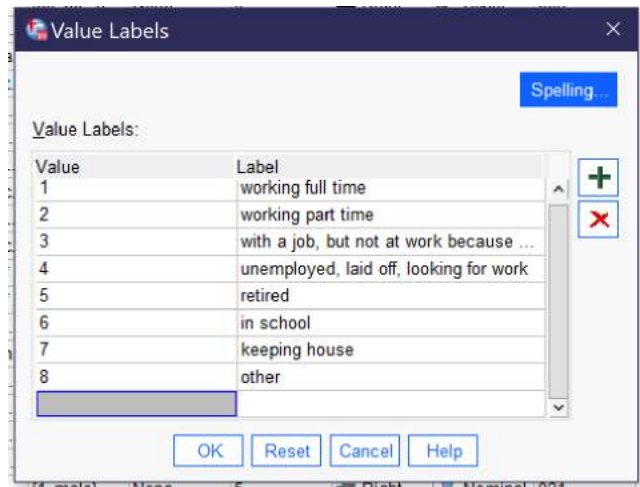 Value Labels
Spelling...
Value Labels:
Value Label
1 working full time
2 working part time
3 with a job, but not at work because ...
4 unemployed, laid off, looking for work
5 retired
6 in school
7 keeping house
8 other
OK Reset Cancel Help